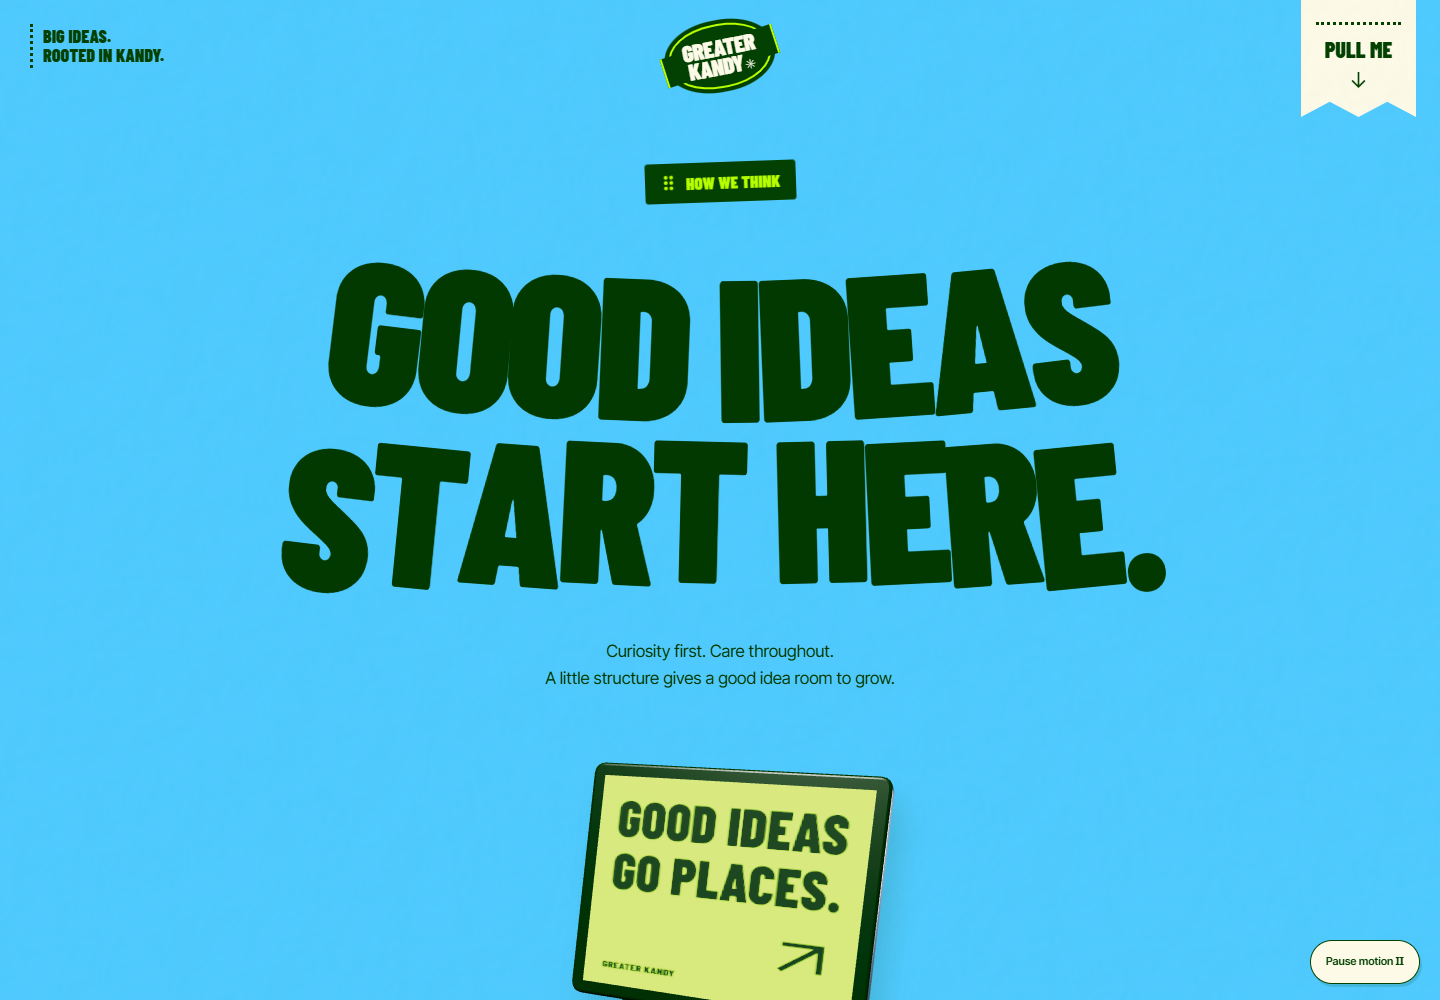 BIG IDEAS.
ROOTED IN KANDY.
GREATER
KANDY
PULL ME
HOW WE THINK
GOOD IDEAS
START HERE.
Curiosity first. Care throughout.
A little structure gives a good idea room to grow.
GOOD IDEAS
GO PLACES.
GREATER KANDY
Pause motion